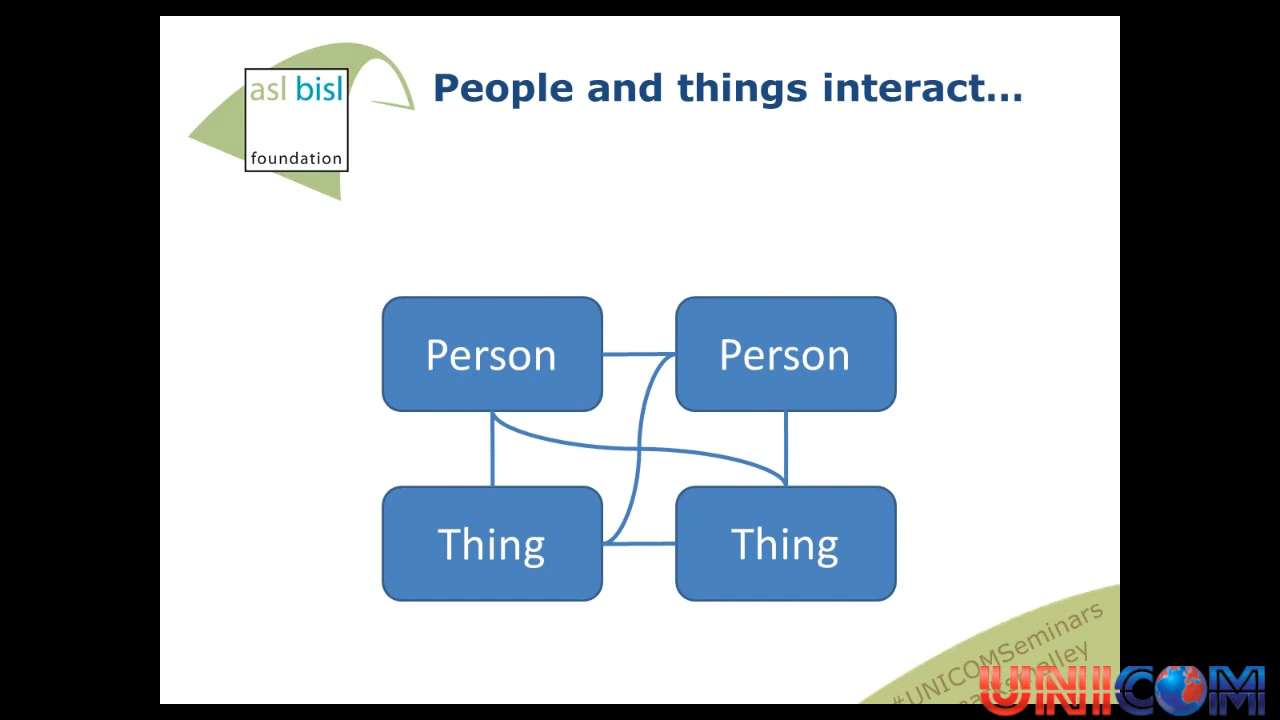 asl bisl
foundation
People and things interact...
Person
Person
Thing
Thing
#UNICOMSeminars
UNICOM